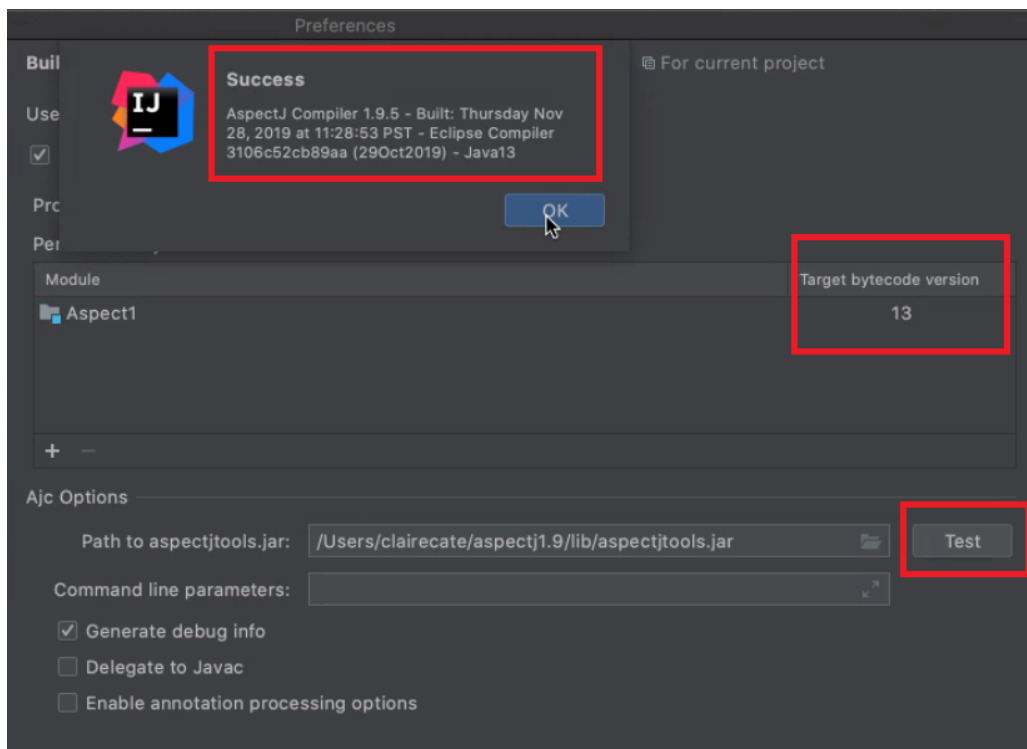 Preferences
Buil
For current project
IJ
Success
AspectJ Compiler 1.9.5 - Built: Thursday Nov
28, 2019 at 11:28:53 PST - Eclipse Compiler
3106c52cb89aa (29Oct2019) - Java13
Use
OK
Pro
Per
Module
Target bytecode version
Aspect1
13
Ajc Options
Path to aspectjtools.jar:
/Users/clairecate/aspectj1.9/lib/aspectjtools.jar
Test
Command line parameters:
Generate debug info
Delegate to Javac
Enable annotation processing options